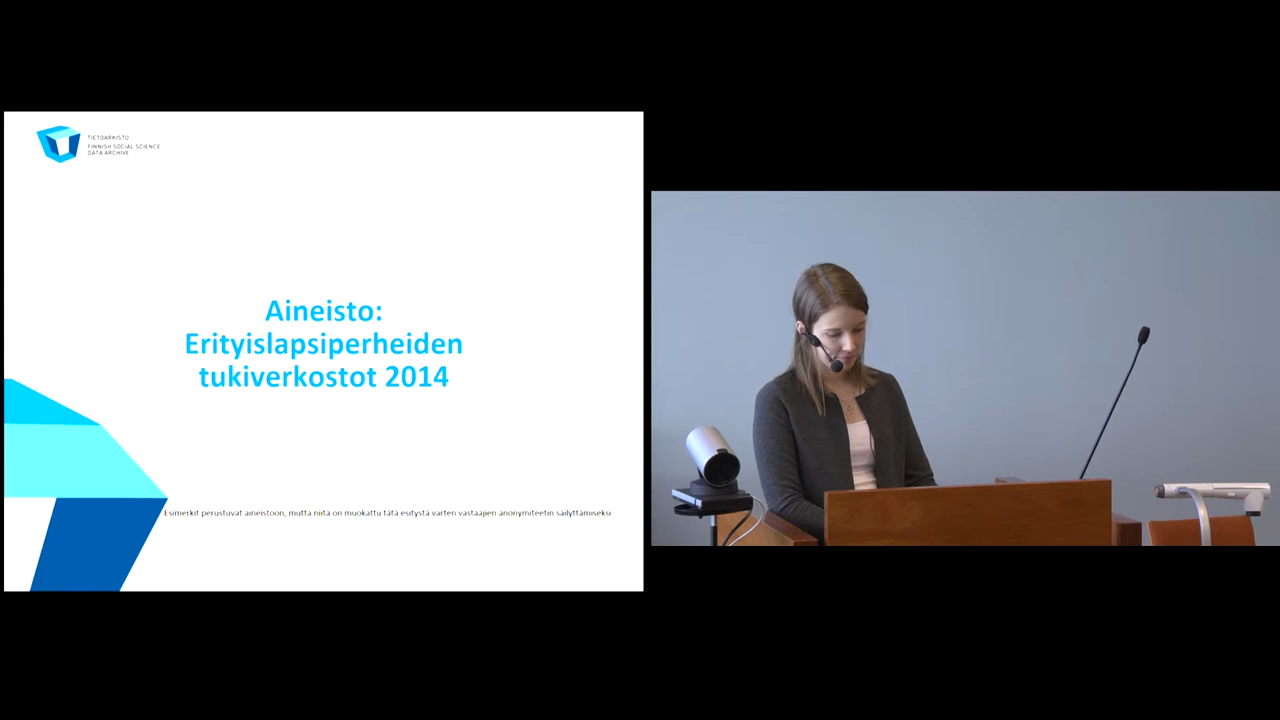 TIETOARKISTO
FINNISH SOCIAL SCIENCE
DATA ARCHIVE
Aineisto:
Erityislapsiperheiden
tukiverkostot 2014
Esimerkit perustuvat aineistoon, mutta niitä on muokattu tätä esitystä varten vastaajien anonymiteetin säilyttämiseksi